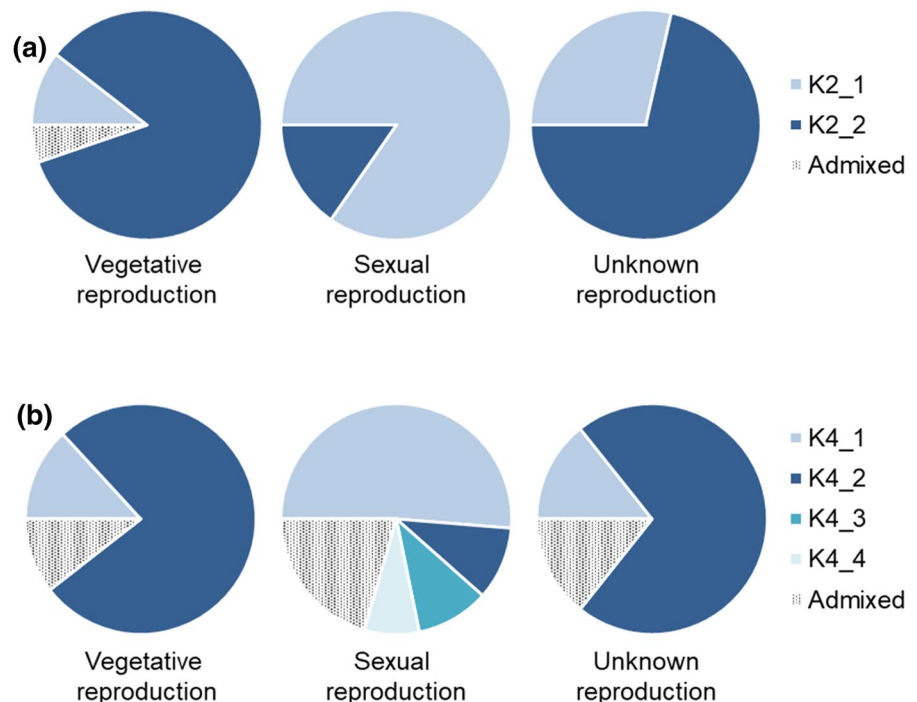 (a)
K2_1
K2_2
Admixed
Vegetative
reproduction
Sexual
reproduction
Unknown
reproduction
(b)
K4_1
K4_2
K4_3
K4_4
Admixed
Vegetative
reproduction
Sexual
reproduction
Unknown
reproduction